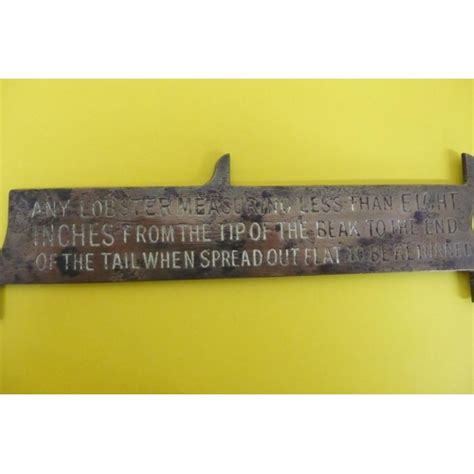 ANY LOBSTER MEASURING LESS THAN EIGHT
INCHES FROM THE TIP OF THE BEAK TO THE END
OF THE TAIL WHEN SPREAD OUT FLAT TO BE